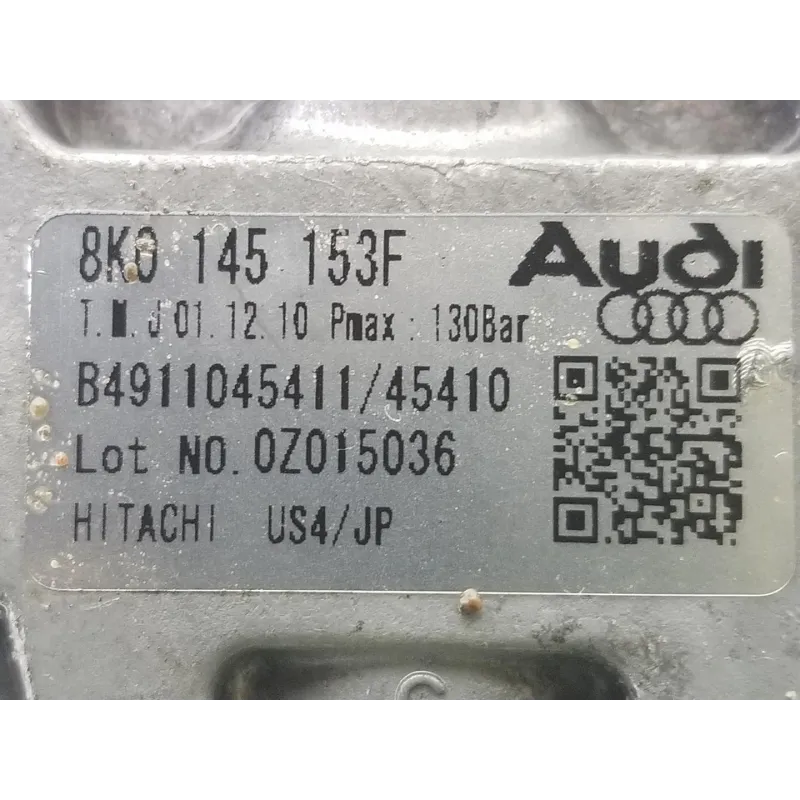 8K0 145 153F Audi
T.M.J 01.12.10 Pmax : 130Bar
B4911045411/45410
Lot NO. 0Z015036
HITACHI US4/JP
C